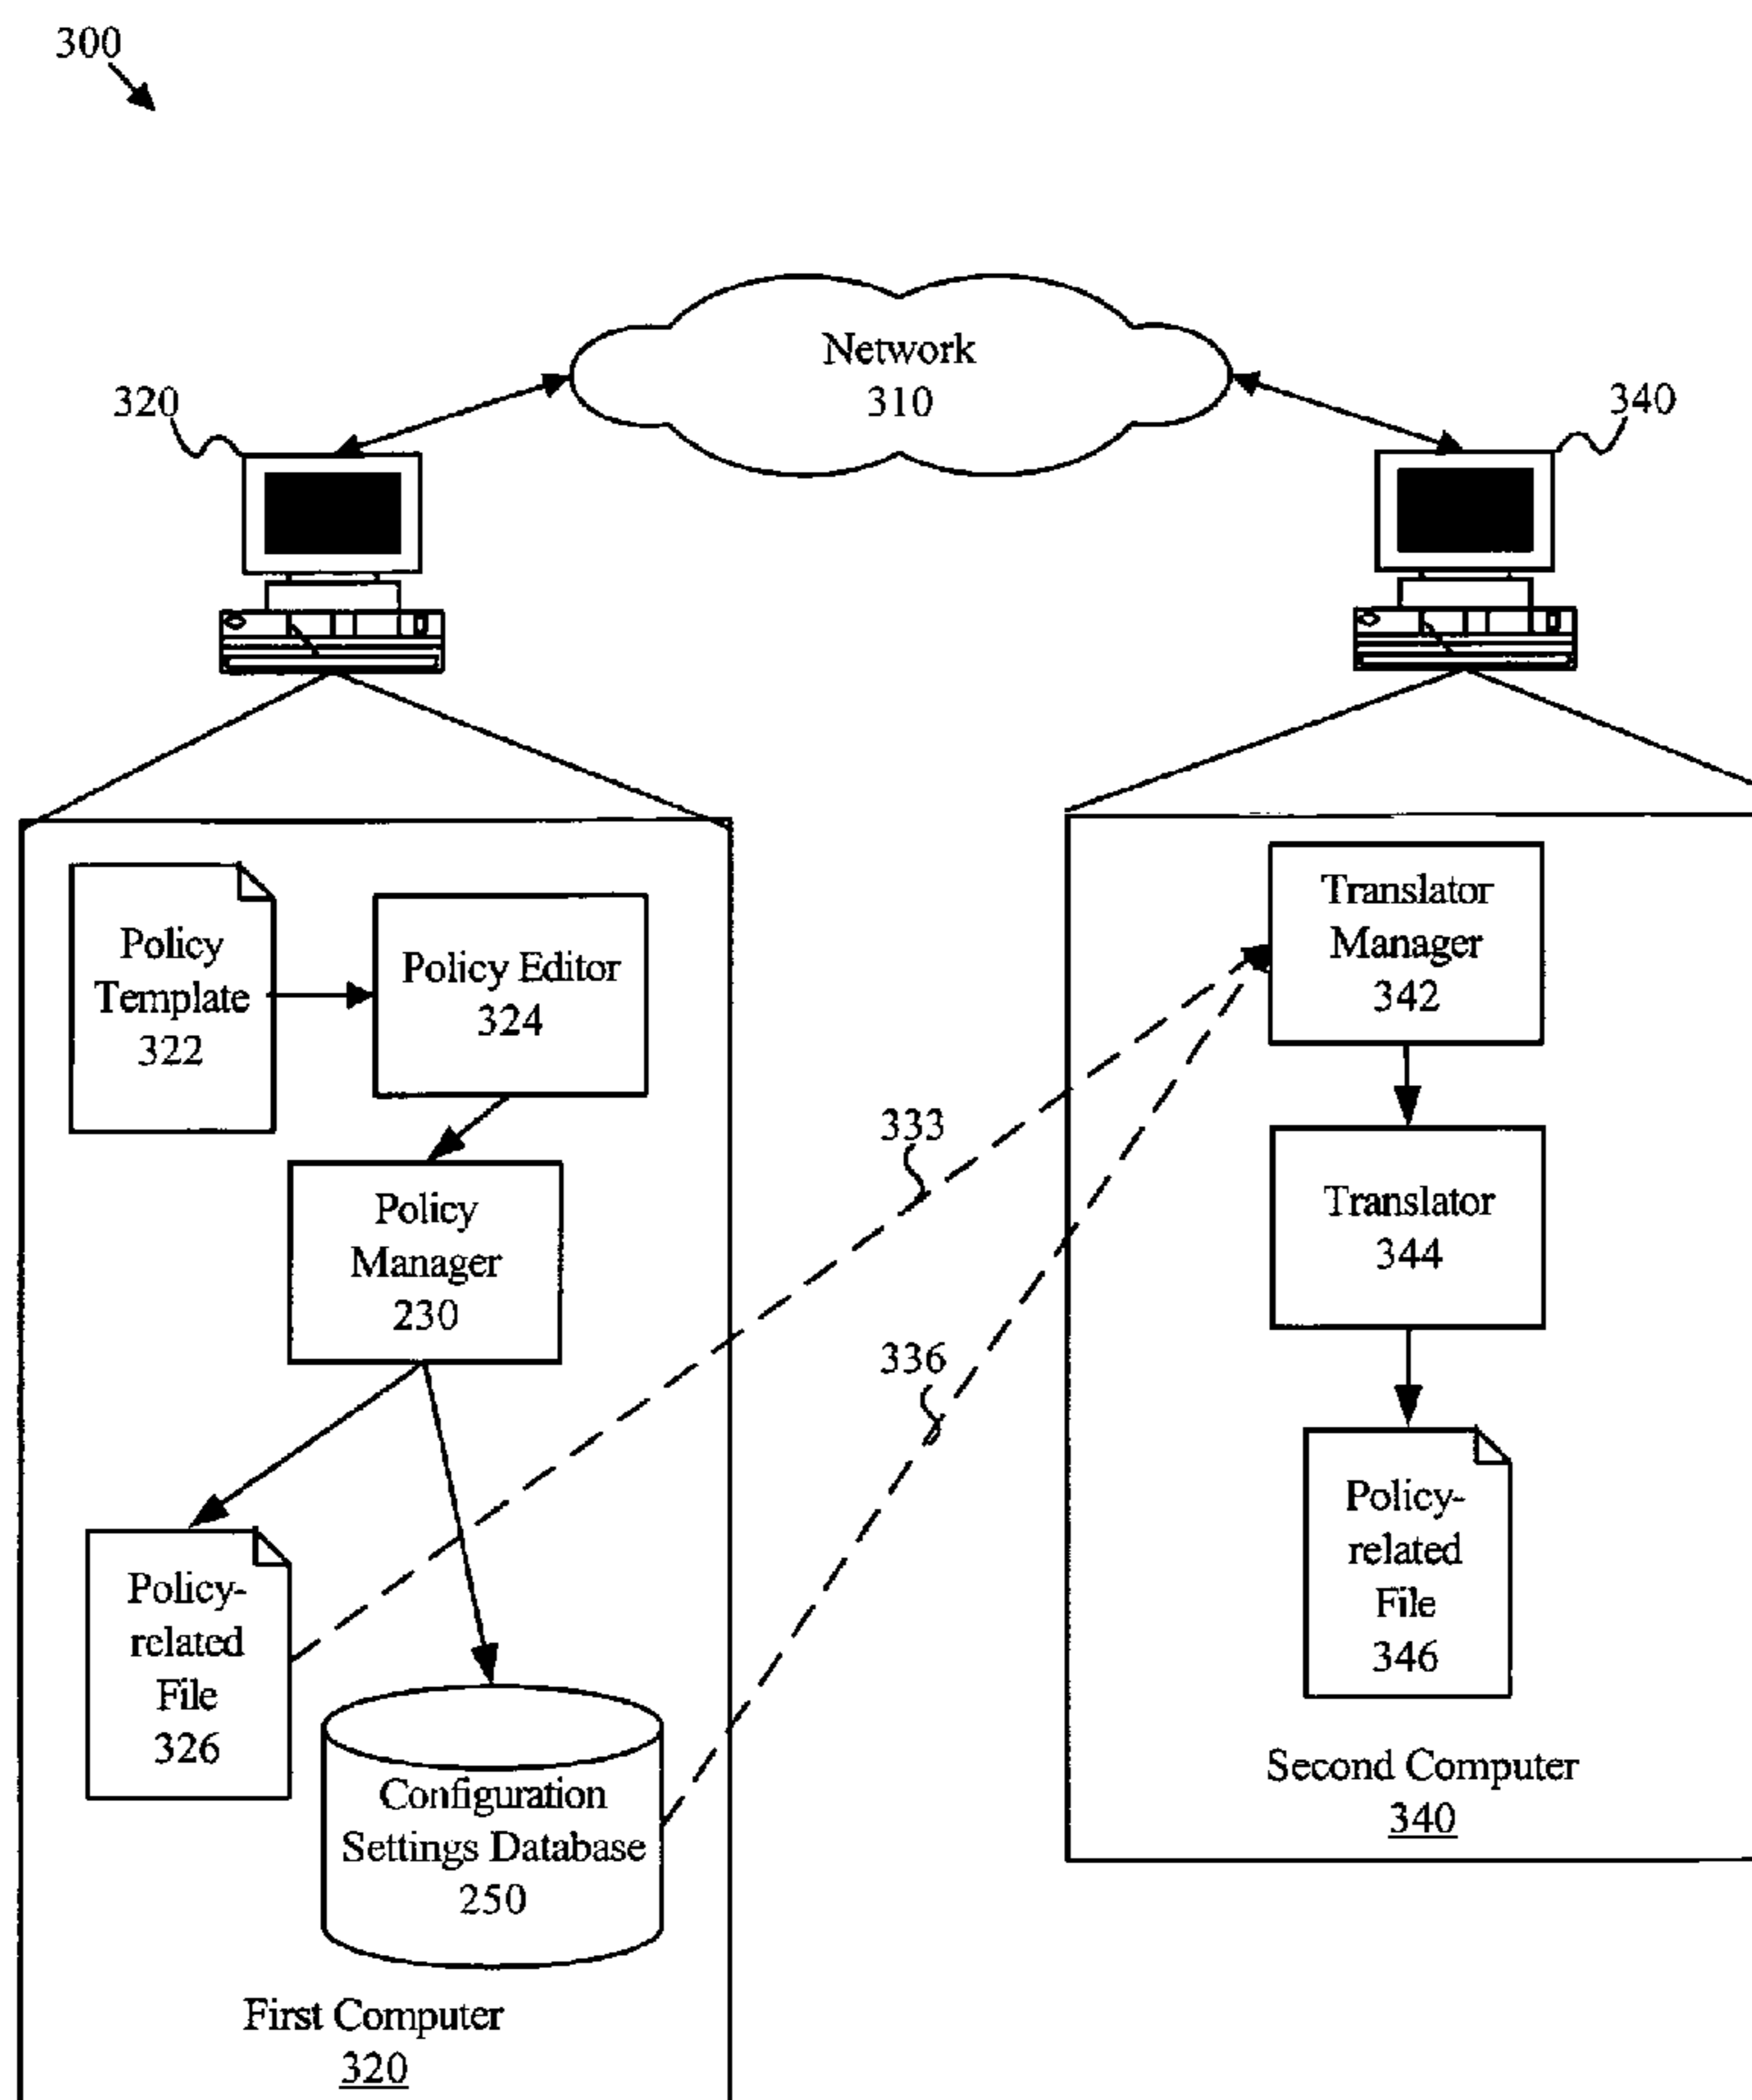 300
Network
310
320
340
Policy
Template
322
Policy Editor
324
Policy
Manager
230
Policy-
related
File
326
Configuration
Settings Database
250
First Computer
320
333
336
Translator
Manager
342
Translator
344
Policy-
related
File
346
Second Computer
340